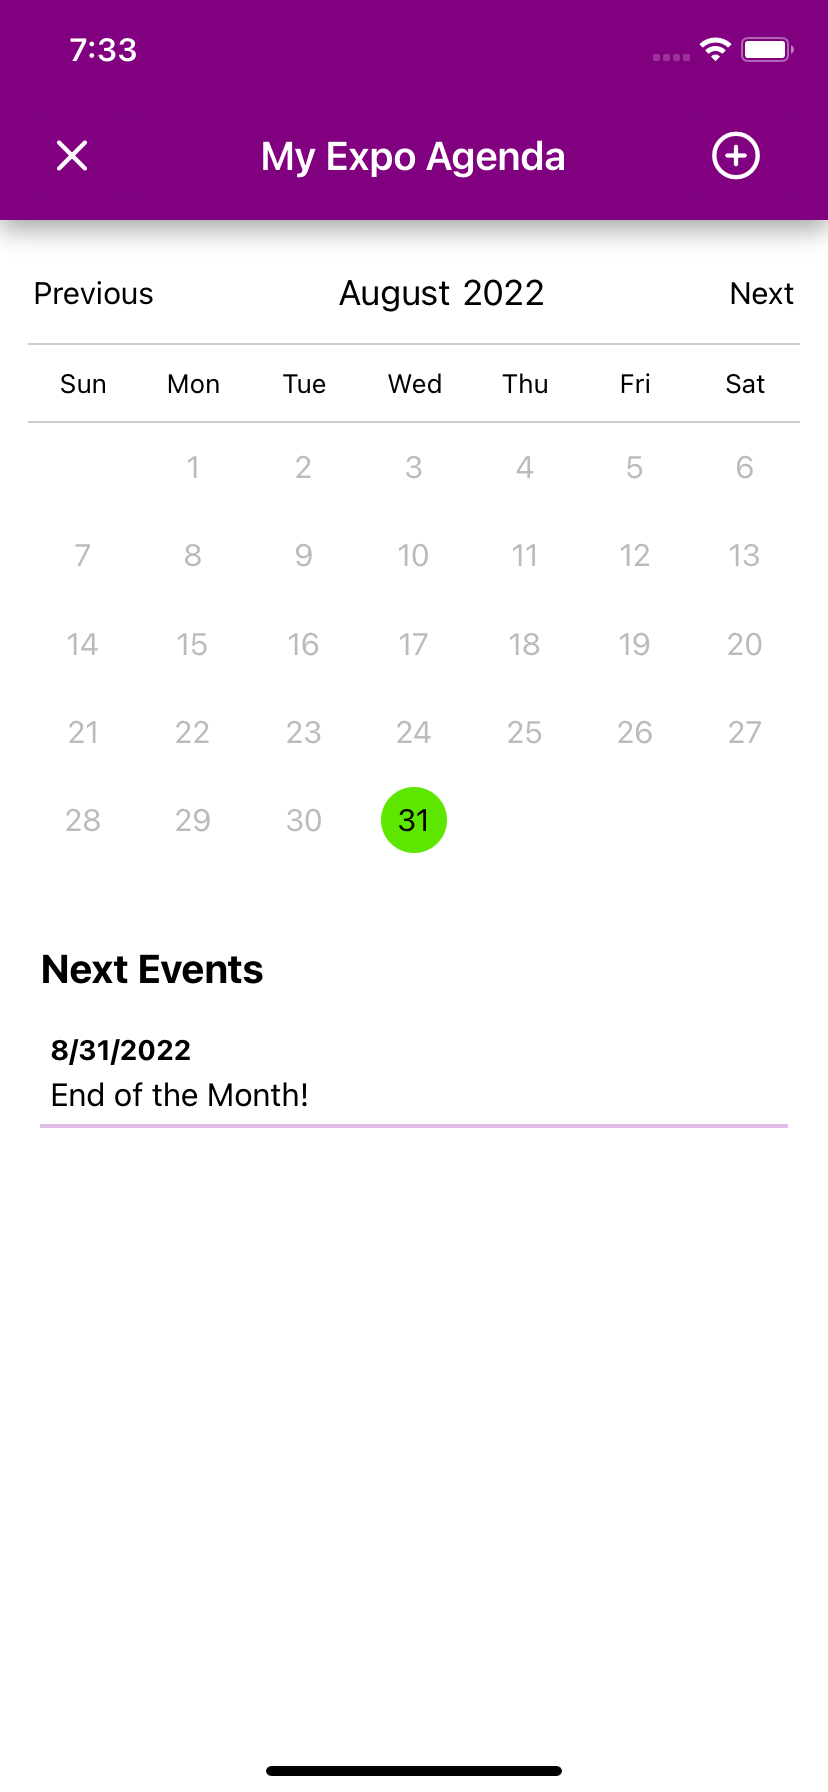 7:33
My Expo Agenda
Previous August 2022 Next
Sun Mon Tue Wed Thu Fri Sat
1 2 3 4 5 6
7 8 9 10 11 12 13
14 15 16 17 18 19 20
21 22 23 24 25 26 27
28 29 30 31
Next Events
8/31/2022
End of the Month!